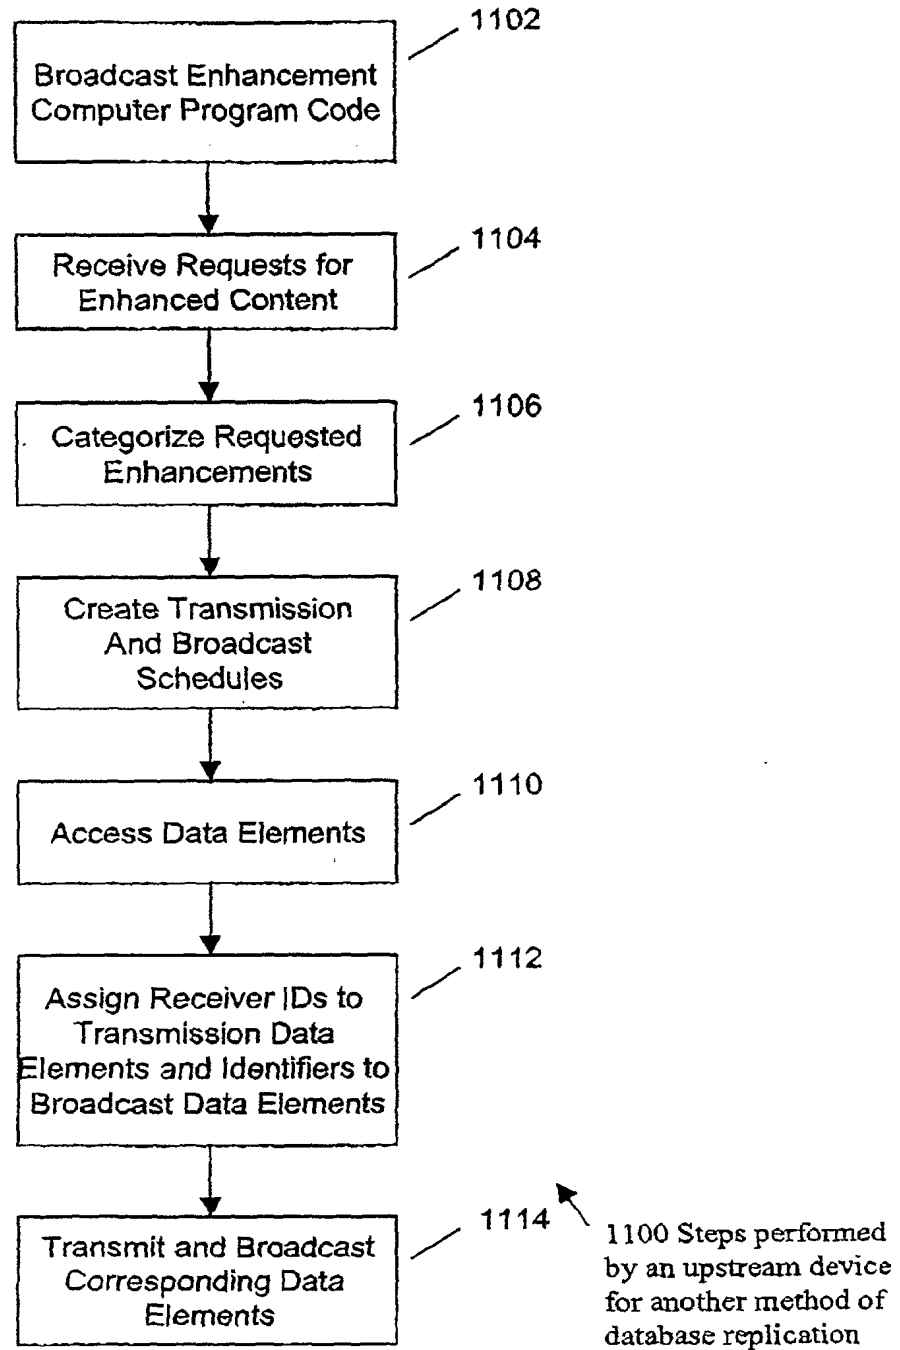 1102
Broadcast Enhancement
Computer Program Code
1104
Receive Requests for
Enhanced Content
1106
Categorize Requested
Enhancements
1108
Create Transmission
And Broadcast
Schedules
1110
Access Data Elements
1112
Assign Receiver IDs to
Transmission Data
Elements and Identifiers to
Broadcast Data Elements
1114
Transmit and Broadcast
Corresponding Data
Elements
1100 Steps performed
by an upstream device
for another method of
database replication